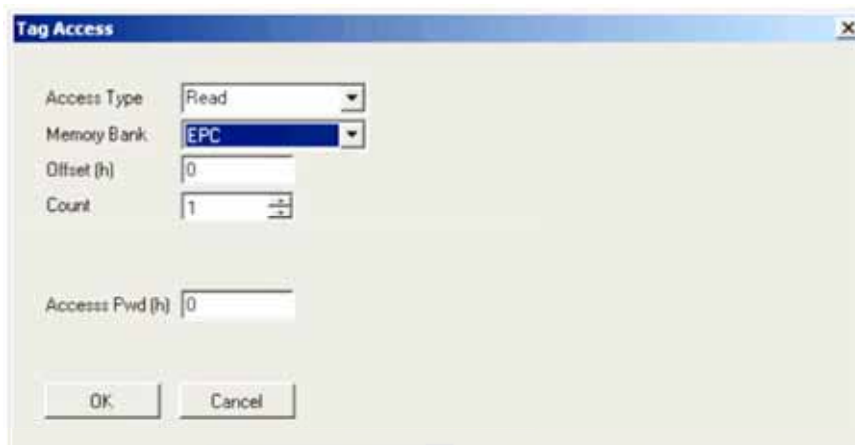 Tag Access
Access Type Read
Memory Bank EPC
Offset (h) 0
Count 1
Accesss Pwd (h) 0
OK Cancel